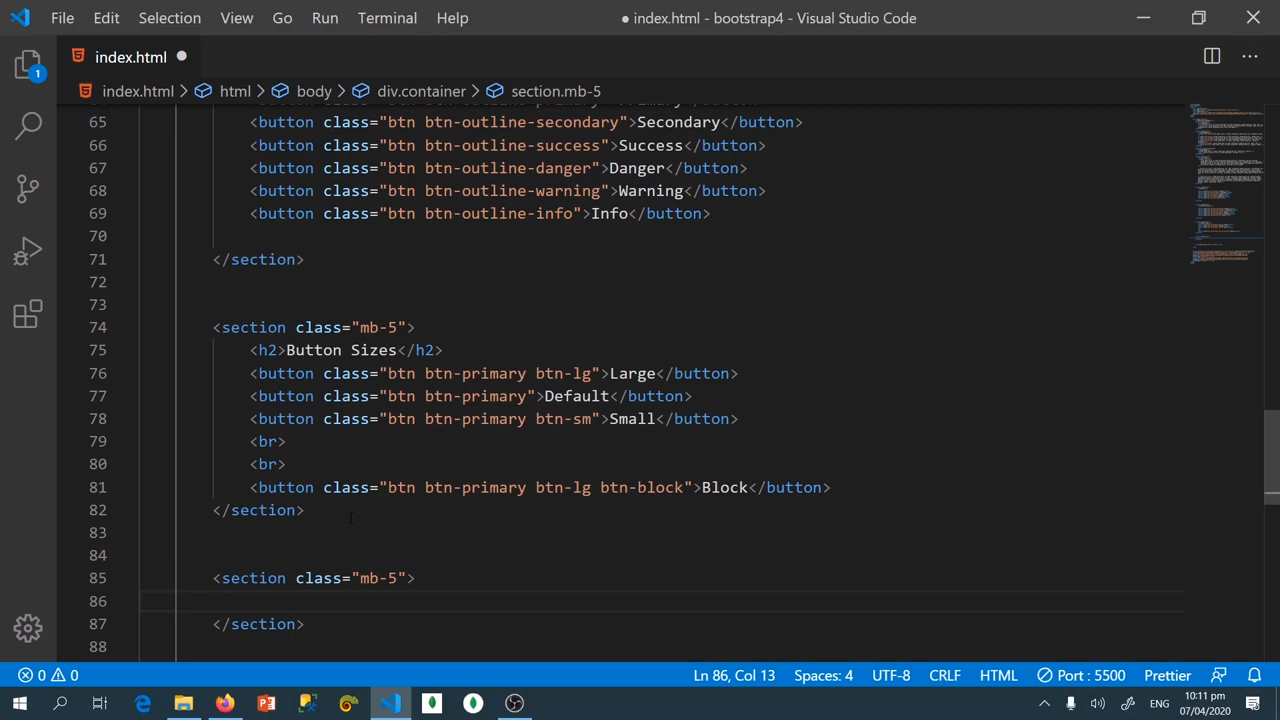 File Edit Selection View Go Run Terminal Help ● index.html - bootstrap4 - Visual Studio Code
index.html
index.html > html > body > div.container > section.mb-5
1
65 <button class="btn btn-outline-secondary">Secondary</button>
66 <button class="btn btn-outline-success">Success</button>
67 <button class="btn btn-outline-danger">Danger</button>
68 <button class="btn btn-outline-warning">Warning</button>
69 <button class="btn btn-outline-info">Info</button>
70
71 </section>
72
73
74 <section class="mb-5">
75 <h2>Button Sizes</h2>
76 <button class="btn btn-primary btn-lg">Large</button>
77 <button class="btn btn-primary">Default</button>
78 <button class="btn btn-primary btn-sm">Small</button>
79 <br>
80 <br>
81 <button class="btn btn-primary btn-lg btn-block">Block</button>
82 </section>
83
84
85 <section class="mb-5">
86
87 </section>
88
0 0 Ln 86, Col 13 Spaces: 4 UTF-8 CRLF HTML Port : 5500 Prettier
ENG 10:11 pm
07/04/2020